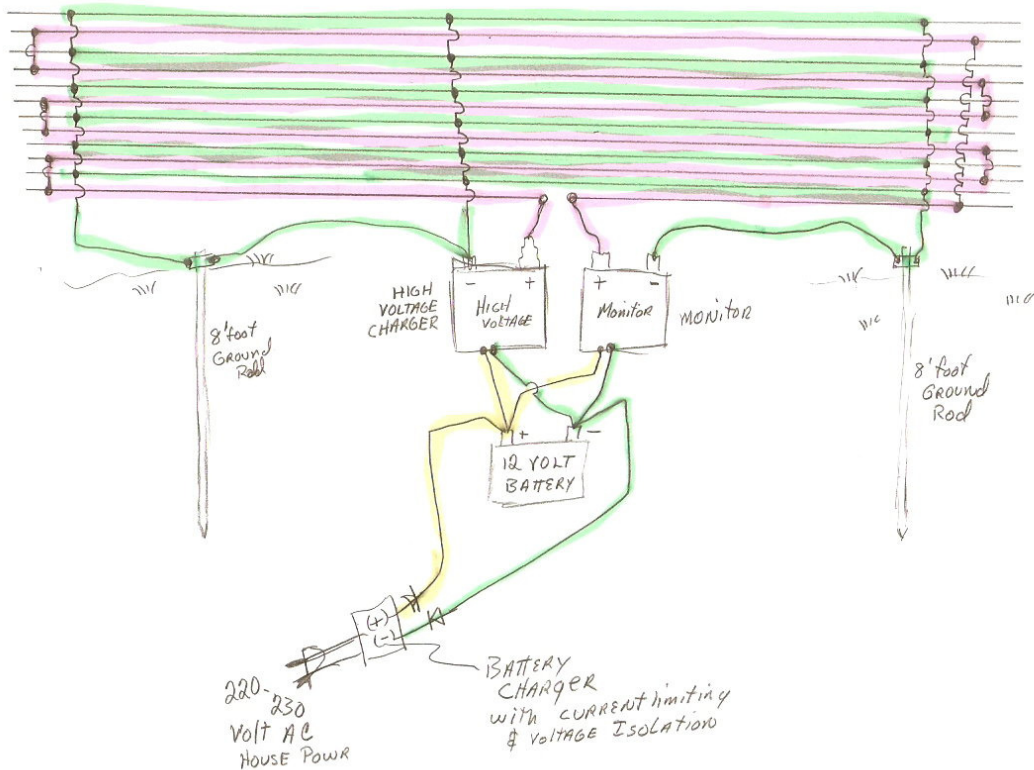 - +
HIGH
VOLTAGE
+ -
Monitor
HIGH
VOLTAGE
CHARGER
MONITOR
8' foot
GROUND
Rod
8' foot
GROUND
Rod
+ -
12 VOLT
BATTERY
(+)
(-)
220-
230
Volt AC
HOUSE POWR
BATTERY
CHARGER
with CURRENT limiting
& VOLTAGE ISOLATION